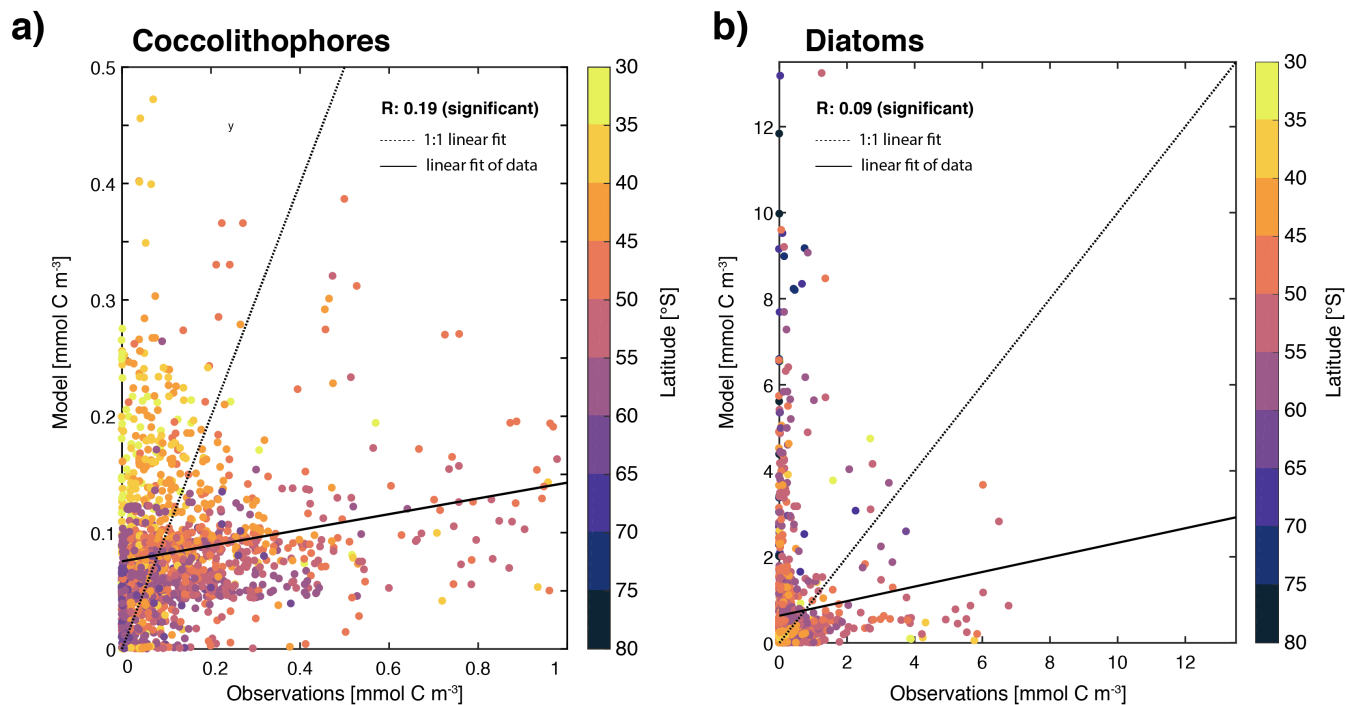 a)
Coccolithophores
0.5
0.4
0.3
0.2
0.1
0
Model [mmol C m-3]
R: 0.19 (significant)
y
1:1 linear fit
linear fit of data
0 0.2 0.4 0.6 0.8 1
Observations [mmol C m-3]
30
35
40
45
50
55
60
65
70
75
80
Latitude [°S]
b)
Diatoms
12
10
8
6
4
2
0
Model [mmol C m-3]
R: 0.09 (significant)
1:1 linear fit
linear fit of data
0 2 4 6 8 10 12
Observations [mmol C m-3]
30
35
40
45
50
55
60
65
70
75
80
Latitude [°S]